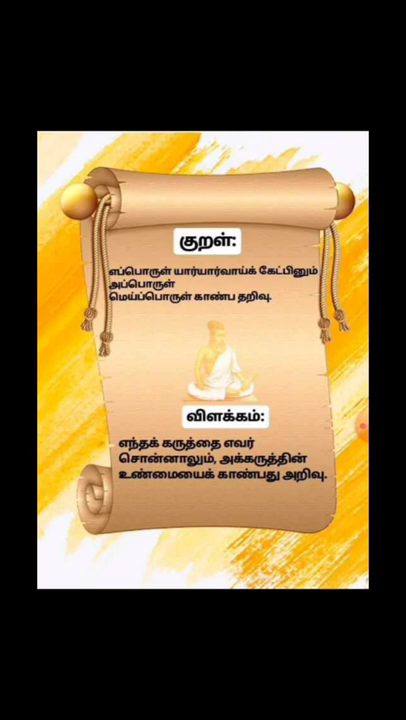 குறள்:
எப்பொருள் யார்யார்வாய்க் கேட்பினும்
அப்பொருள்
மெய்ப்பொருள் காண்ப தறிவு.
விளக்கம்:
எந்தக் கருத்தை எவர்
சொன்னாலும், அக்கருத்தின்
உண்மையைக் காண்பது அறிவு.